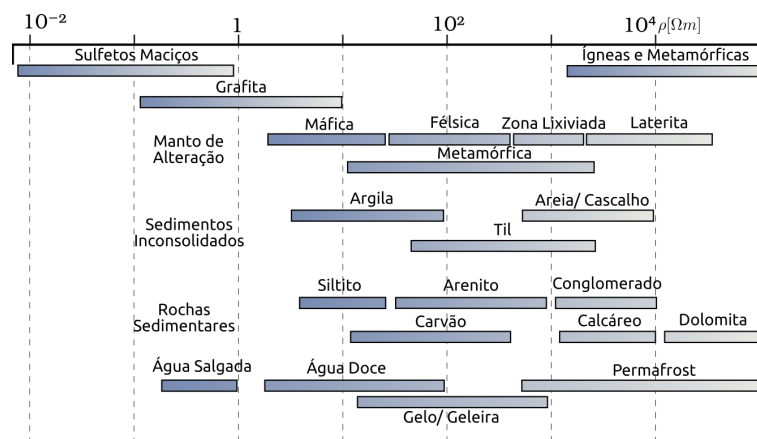 10⁻² 1 10² 10⁴ ρ[Ωm]
Sulfetos Maciços Ígneas e Metamórficas
Grafita
Manto de
Alteração
Máfica Félsica Zona Lixiviada Laterita
Metamórfica
Sedimentos
Inconsolidados
Argila Areia/ Cascalho
Til
Rochas
Sedimentares
Siltito Arenito Conglomerado
Carvão Calcáreo Dolomita
Água Salgada Água Doce Permafrost
Gelo/ Geleira